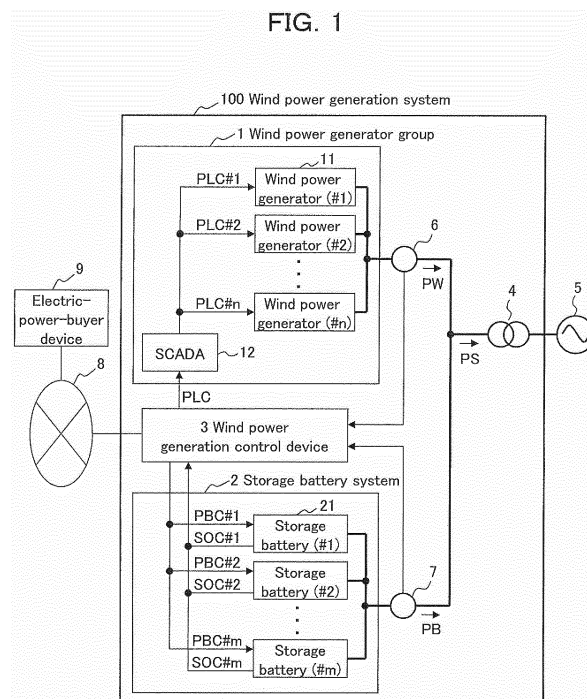 FIG. 1
100 Wind power generation system
1 Wind power generator group
11
PLC#1
Wind power
generator (#1)
PLC#2
Wind power
generator (#2)
6
PW
9
Electric-
power-buyer
device
PLC#n
Wind power
generator (#n)
4
5
SCADA
12
PS
8
PLC
3 Wind power
generation control device
2 Storage battery system
21
PBC#1
SOC#1
Storage
battery (#1)
PBC#2
SOC#2
Storage
battery (#2)
7
PB
PBC#m
SOC#m
Storage
battery (#m)